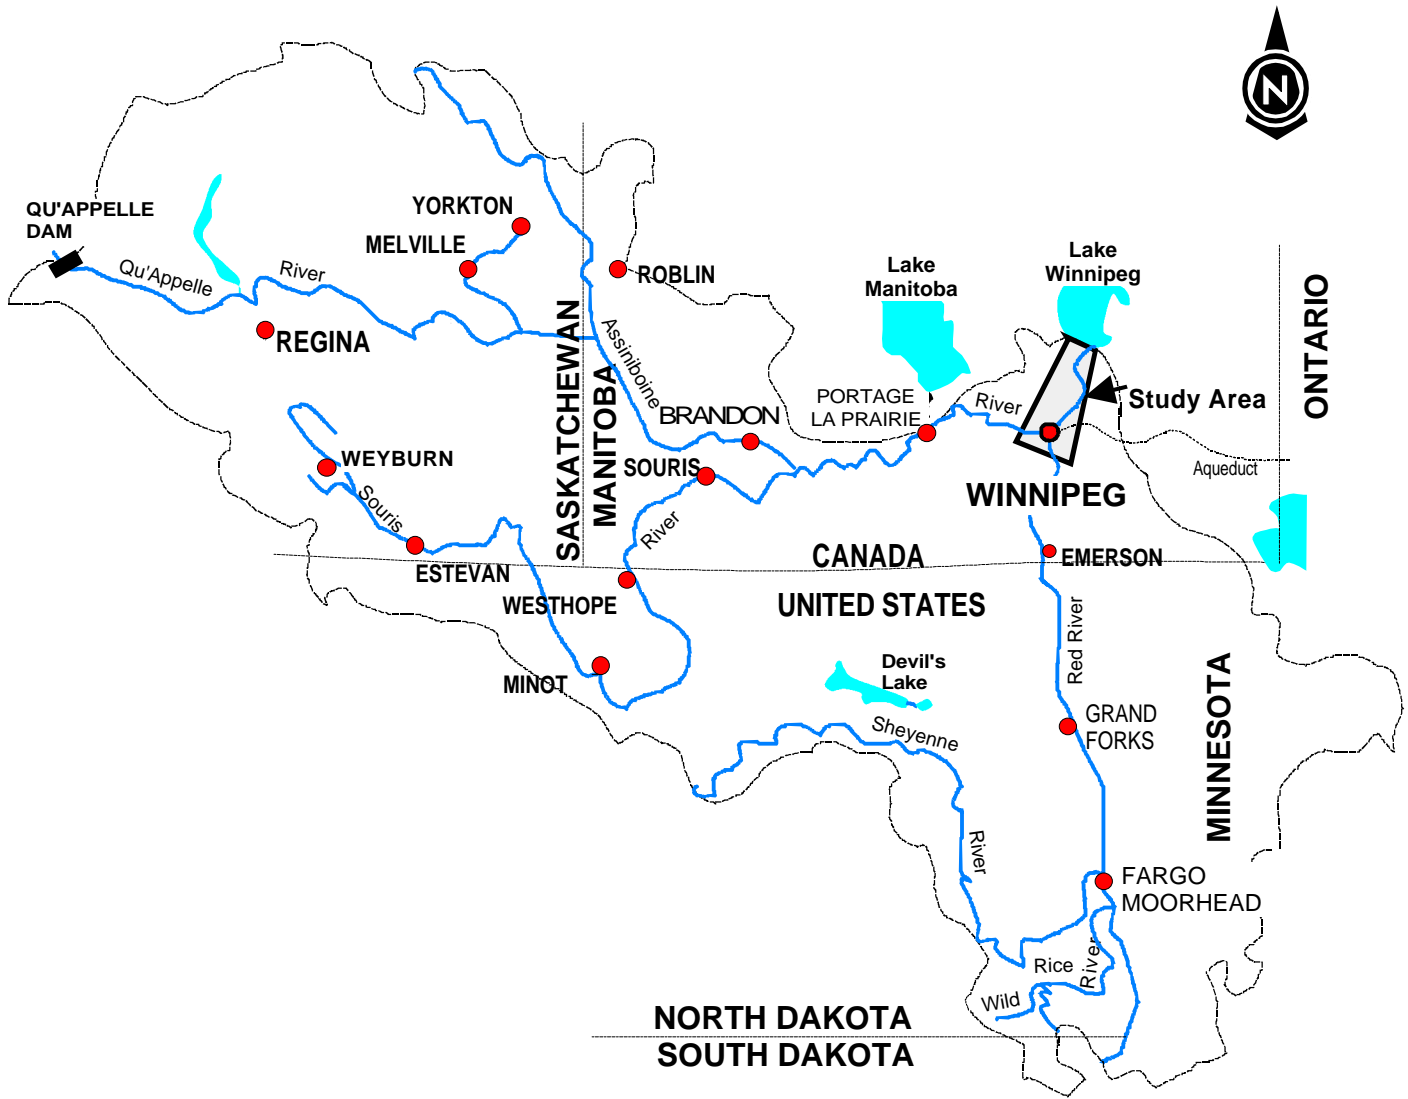 N
YORKTON
QU'APPELLE
DAM
MELVILLE
Lake
Winnipeg
Lake
Manitoba
Qu'Appelle
River
ROBLIN
REGINA
SASKATCHEWAN
MANITOBA
Assiniboine
ONTARIO
PORTAGE
LA PRAIRIE
River
Study Area
BRANDON
WEYBURN
SOURIS
Aqueduct
Souris
River
WINNIPEG
ESTEVAN
CANADA
EMERSON
WESTHOPE
UNITED STATES
Red River
MINOT
Devil's
Lake
MINNESOTA
Sheyenne
River
GRAND
FORKS
FARGO
MOORHEAD
Wild
Rice
River
NORTH DAKOTA
SOUTH DAKOTA